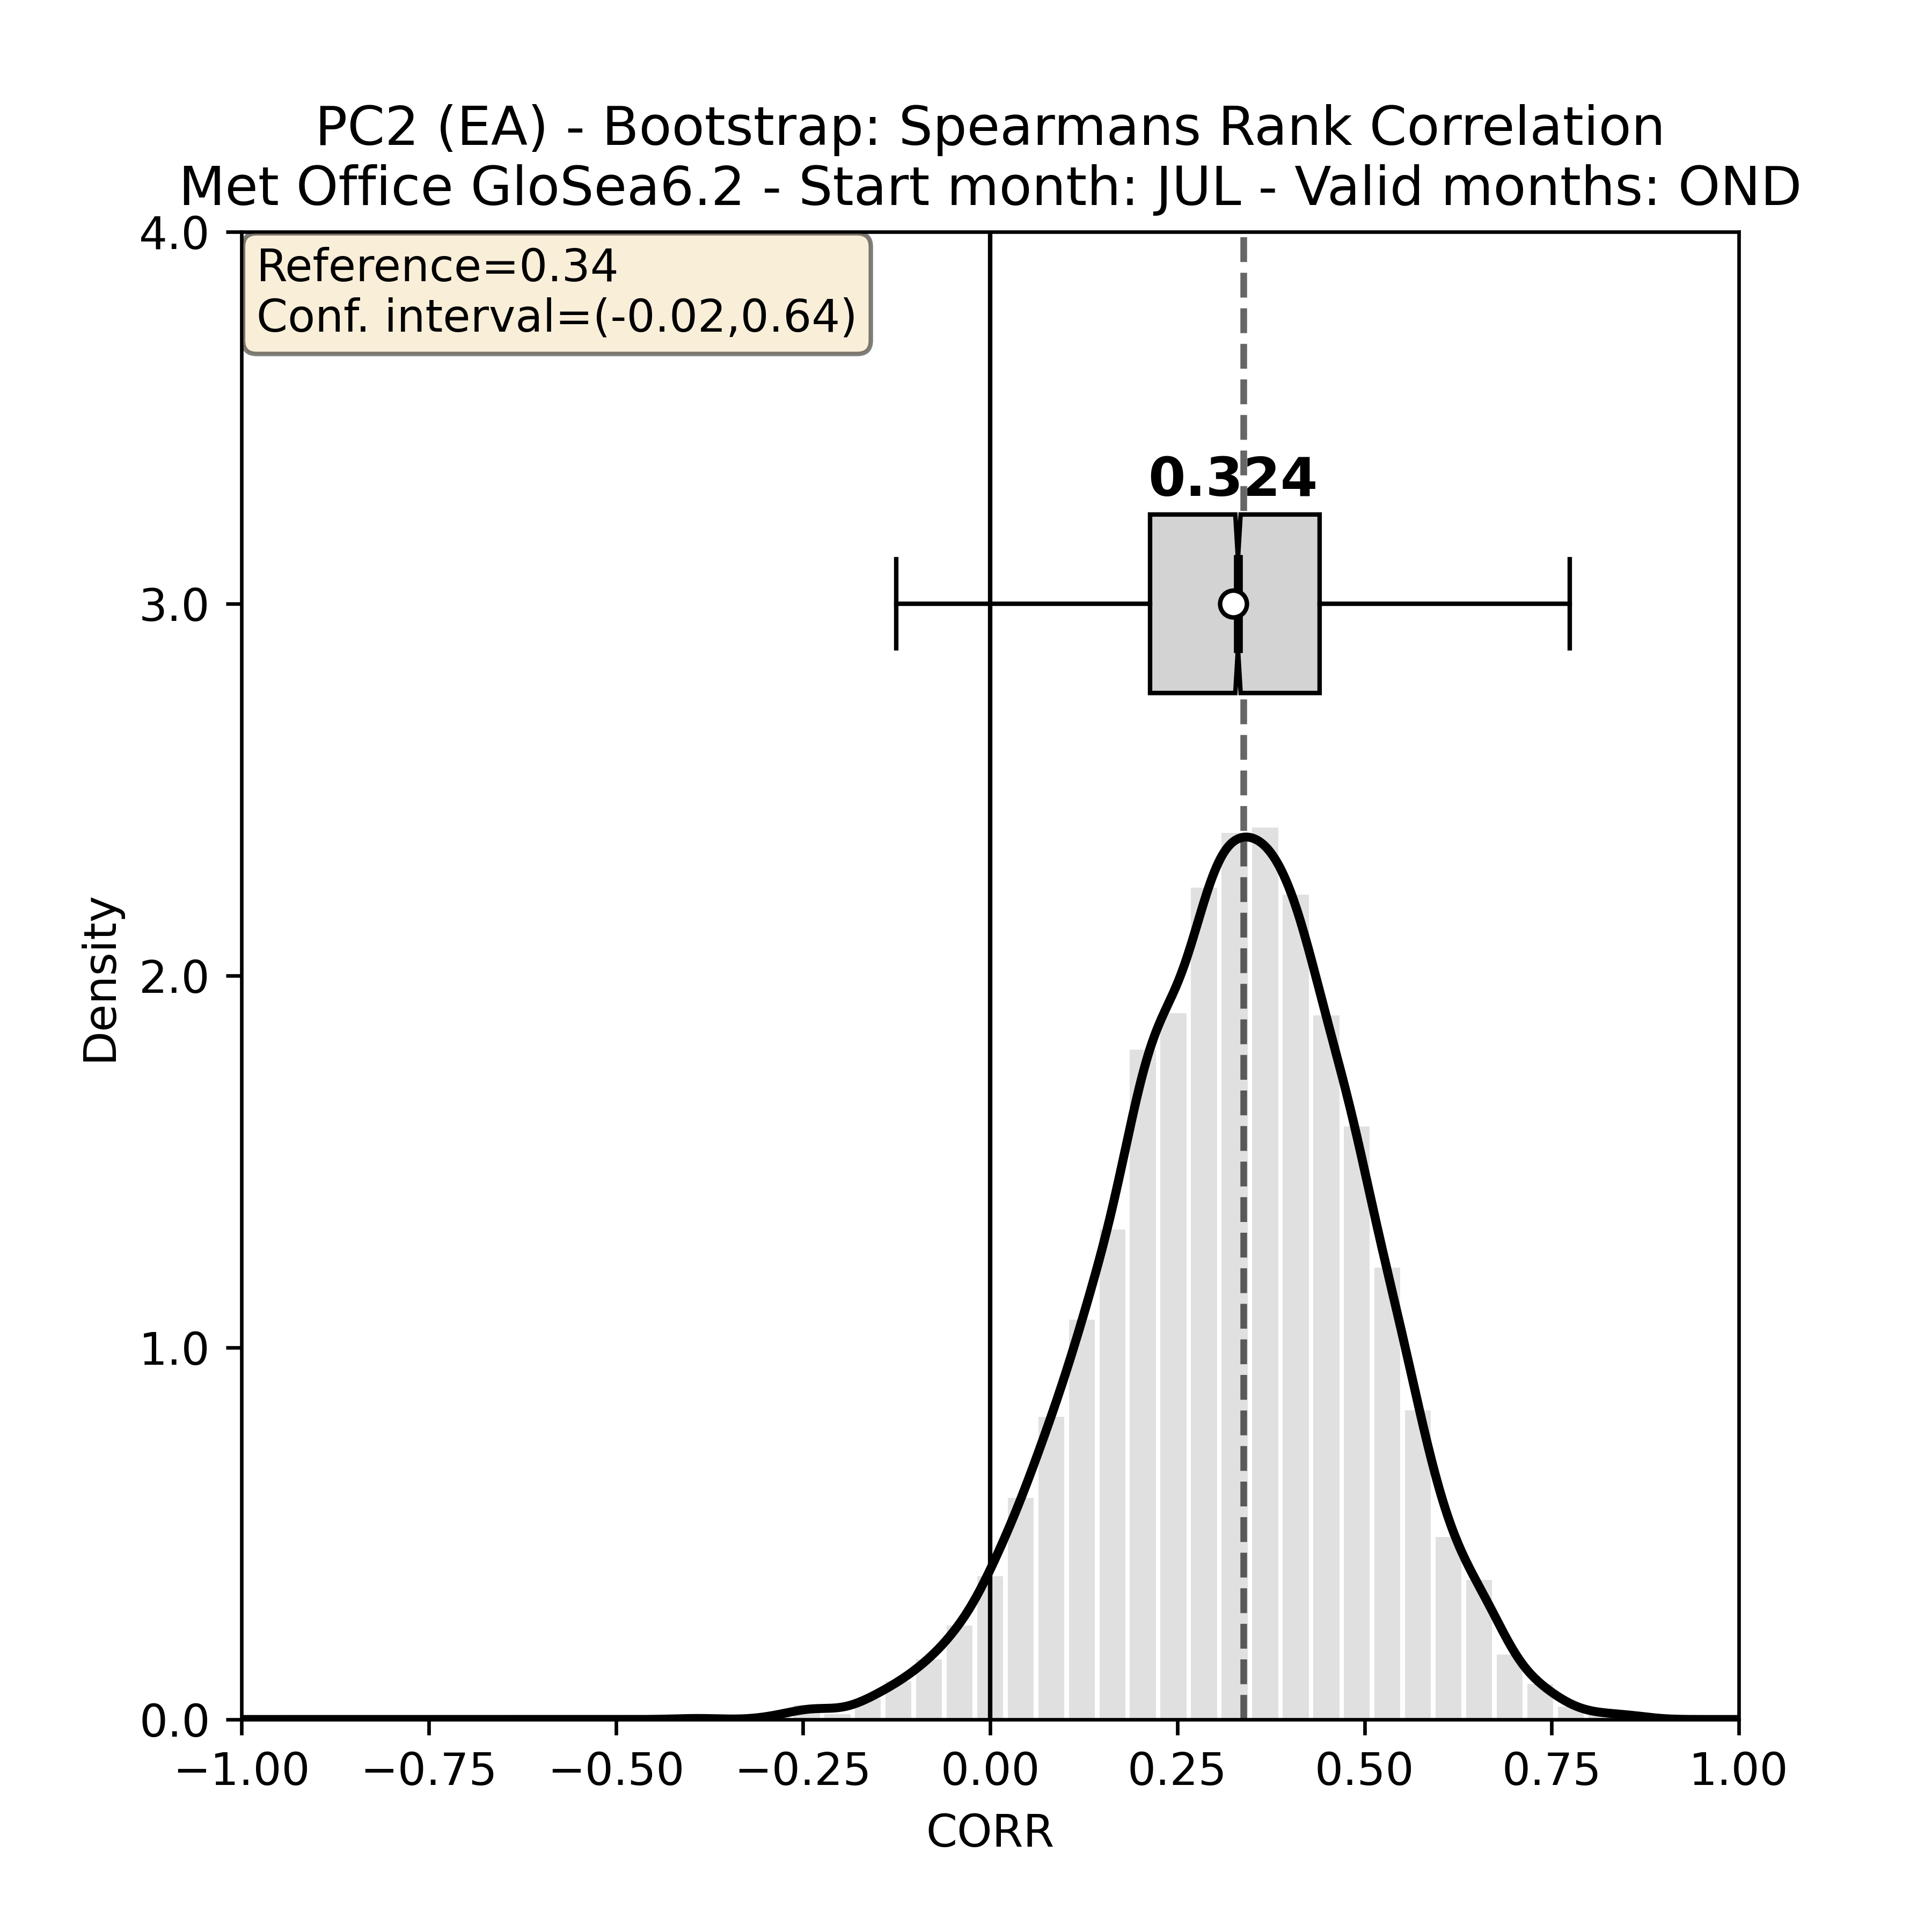 PC2 (EA) - Bootstrap: Spearmans Rank Correlation
Met Office GloSea6.2 - Start month: JUL - Valid months: OND
4.0
Reference=0.34
Conf. interval=(-0.02,0.64)
0.324
3.0
2.0
Density
1.0
0.0
−1.00 −0.75 −0.50 −0.25 0.00 0.25 0.50 0.75 1.00
CORR